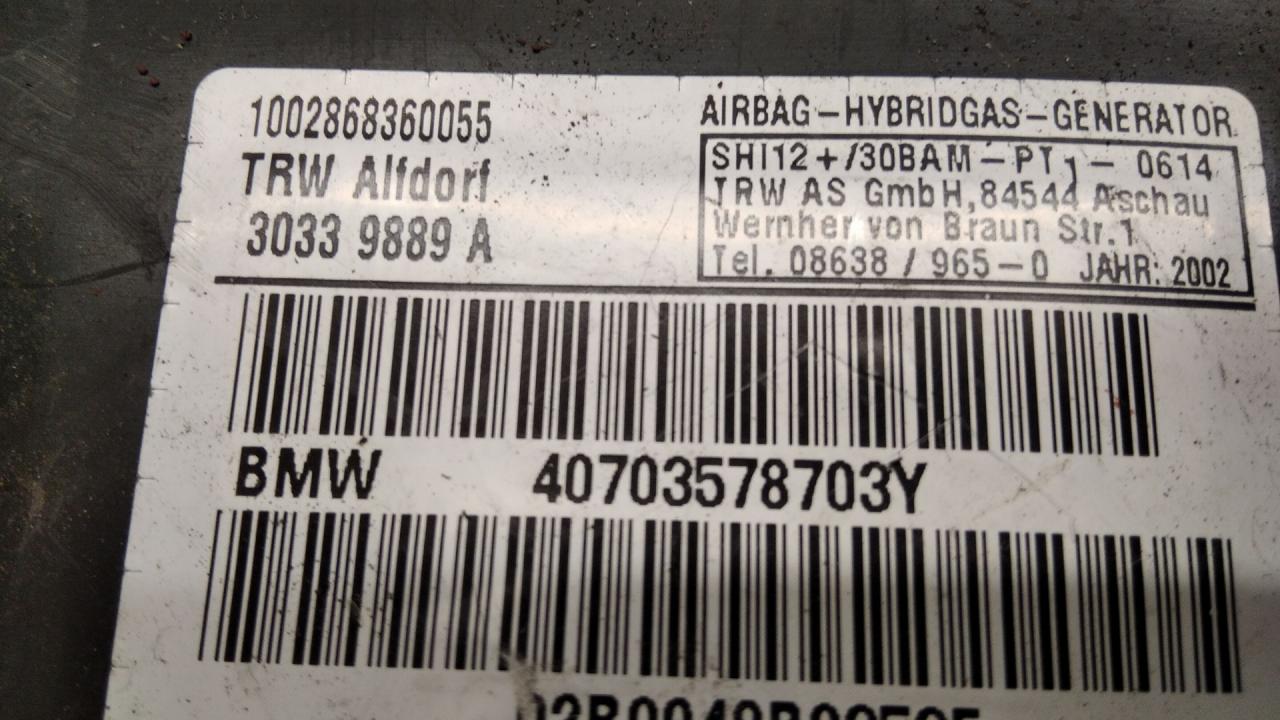 1002868360055
TRW Alfdorf
3033 9889 A
AIRBAG-HYBRIDGAS-GENERATOR
SHI12+/30BAM-PT1-0614
TRW AS GmbH,84544 Aschau
Wernher von Braun Str.1
Tel. 08638 / 965-0 JAHR: 2002
BMW 40703578703Y